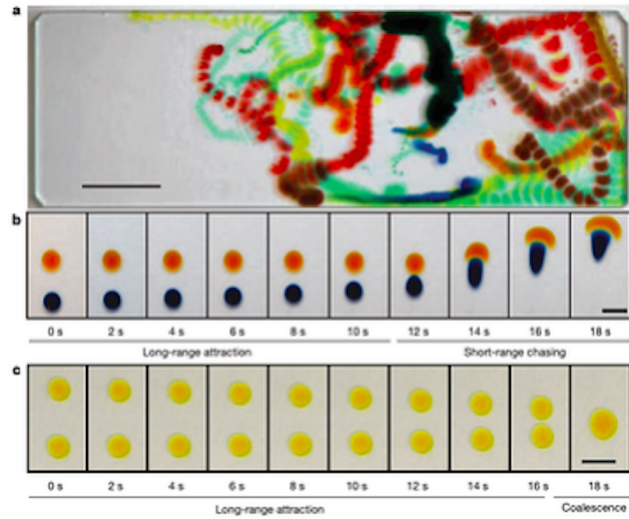 a
b
0 s 2 s 4 s 6 s 8 s 10 s 12 s 14 s 16 s 18 s
Long-range attraction Short-range chasing
c
0 s 2 s 4 s 6 s 8 s 10 s 12 s 14 s 16 s 18 s
Long-range attraction Coalescence